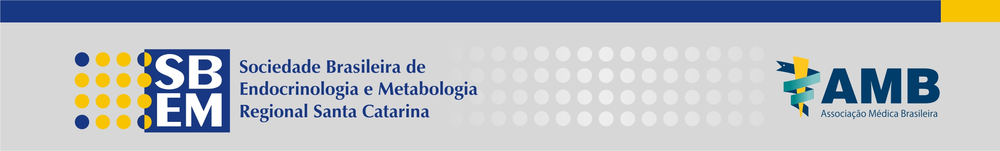 SB
EM
Sociedade Brasileira de
Endocrinologia e Metabologia
Regional Santa Catarina
AMB
Associação Médica Brasileira